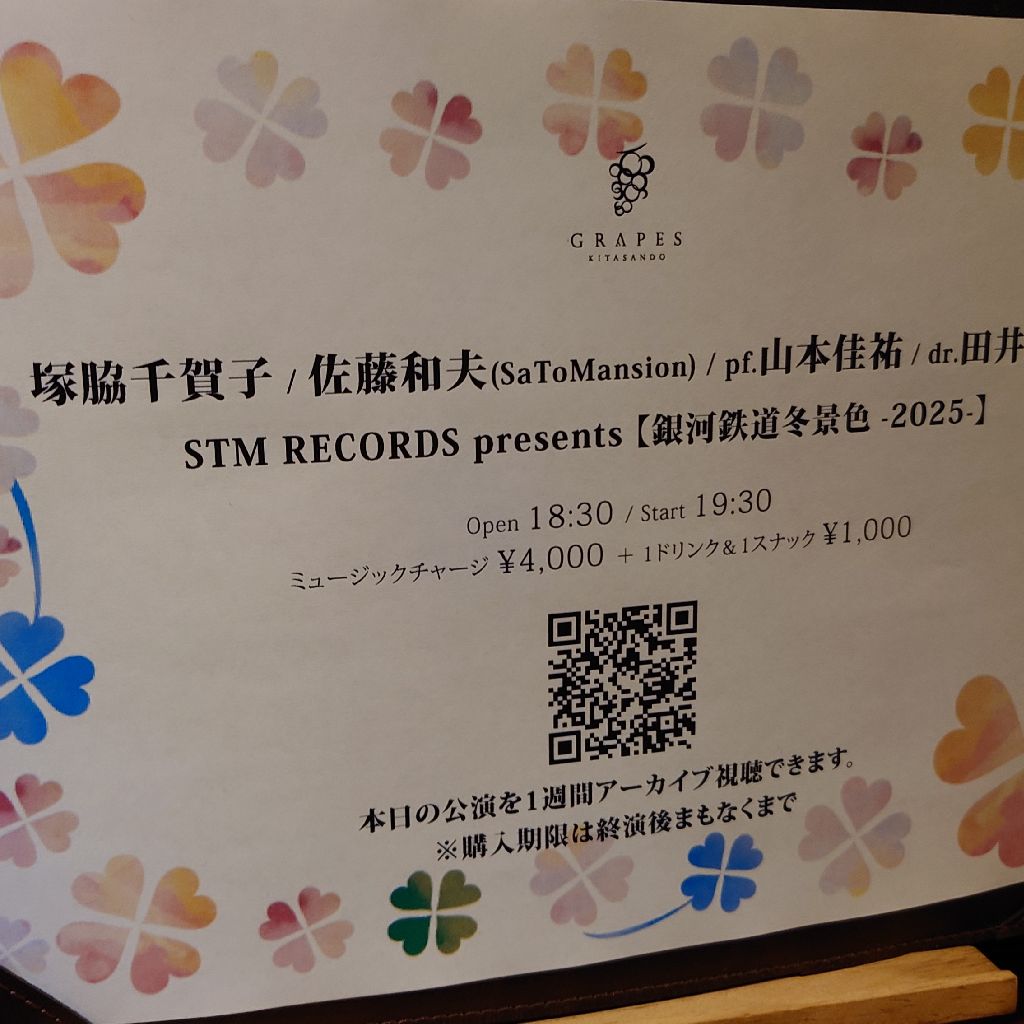 GRAPES
KITASANDO
塚脇千賀子 / 佐藤和夫(SaToMansion) / pf.山本佳祐 / dr.田井
STM RECORDS presents【銀河鉄道冬景色 -2025-】
Open 18:30 / Start 19:30
ミュージックチャージ ¥4,000 + 1ドリンク&1スナック ¥1,000
本日の公演を1週間アーカイブ視聴できます。
※購入期限は終演後まもなくまで